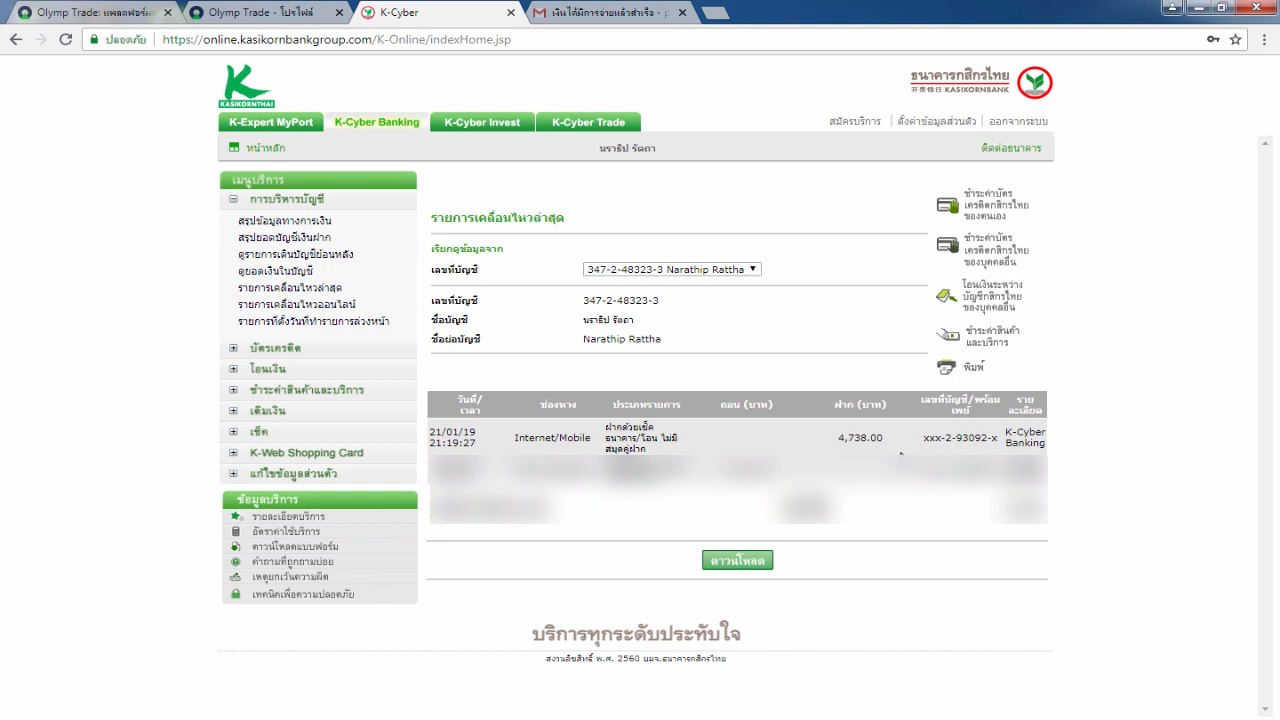 Olymp Trade: แพลตฟอร์ม
Olymp Trade - โปรไฟล์
K-Cyber
เงินได้มีการจ่ายแล้วสำเร็จ - p
ปลอดภัย
https://online.kasikornbankgroup.com/K-Online/indexHome.jsp
KASIKORNTHAI
ธนาคารกสิกรไทย
开泰银行 KASIKORNBANK
K-Expert MyPort
K-Cyber Banking
K-Cyber Invest
K-Cyber Trade
สมัครบริการ | ตั้งค่าข้อมูลส่วนตัว | ออกจากระบบ
หน้าหลัก
นราธิป รัตถา
ติดต่อธนาคาร
เมนูบริการ
การบริหารบัญชี
สรุปข้อมูลทางการเงิน
สรุปยอดบัญชีเงินฝาก
ดูรายการเดินบัญชีย้อนหลัง
ดูยอดเงินในบัญชี
รายการเคลื่อนไหวล่าสุด
รายการเคลื่อนไหวออนไลน์
รายการที่ตั้งวันที่ทำรายการล่วงหน้า
บัตรเครดิต
โอนเงิน
ชำระค่าสินค้าและบริการ
เติมเงิน
เช็ค
K-Web Shopping Card
แก้ไขข้อมูลส่วนตัว
ข้อมูลบริการ
รายละเอียดบริการ
อัตราค่าใช้บริการ
ดาวน์โหลดแบบฟอร์ม
คำถามที่ถูกถามบ่อย
เหตุยกเว้นความผิด
เทคนิคเพื่อความปลอดภัย
รายการเคลื่อนไหวล่าสุด
เรียกดูข้อมูลจาก
เลขที่บัญชี
347-2-48323-3 Narathip Rattha
เลขที่บัญชี
347-2-48323-3
ชื่อบัญชี
นราธิป รัตถา
ชื่อย่อบัญชี
Narathip Rattha
ชำระค่าบัตร
เครดิตกสิกรไทย
ของตนเอง
ชำระค่าบัตร
เครดิตกสิกรไทย
ของบุคคลอื่น
โอนเงินระหว่าง
บัญชีกสิกรไทย
ของบุคคลอื่น
ชำระค่าสินค้า
และบริการ
พิมพ์
วันที่/
เวลา
ช่องทาง
ประเภทรายการ
ถอน (บาท)
ฝาก (บาท)
เลขที่บัญชี/พร้อม
เพย์
ราย
ละเอียด
21/01/19
21:19:27
Internet/Mobile
ฝากด้วยเช็ค
ธนาคาร/โอน ไม่มี
สมุดคู่ฝาก
4,738.00
xxx-2-93092-x
K-Cyber
Banking
ดาวน์โหลด
บริการทุกระดับประทับใจ
สงวนลิขสิทธิ์ พ.ศ. 2560 บมจ.ธนาคารกสิกรไทย